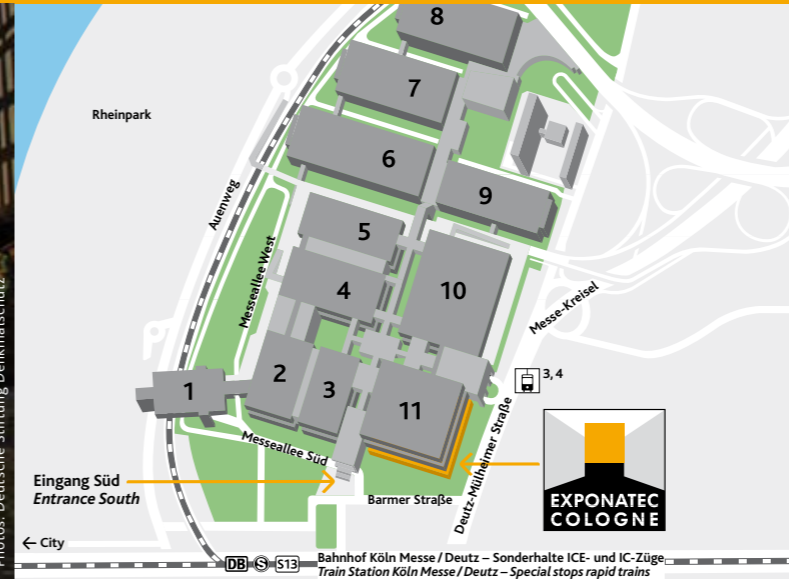 8
7
Rheinpark
6
9
Auenweg
5
Messeallee West
4
10
Messe-Kreisel
2
3
1
3, 4
11
Deutz-Mülheimer Straße
Messeallee Süd
EXPONATEC
COLOGNE
Eingang Süd
Entrance South
Barmer Straße
← City
DB S S13
Bahnhof Köln Messe / Deutz – Sonderhalte ICE- und IC-Züge
Train Station Köln Messe / Deutz – Special stops rapid trains
Photos: Deutsche Stiftung Denkmalschutz